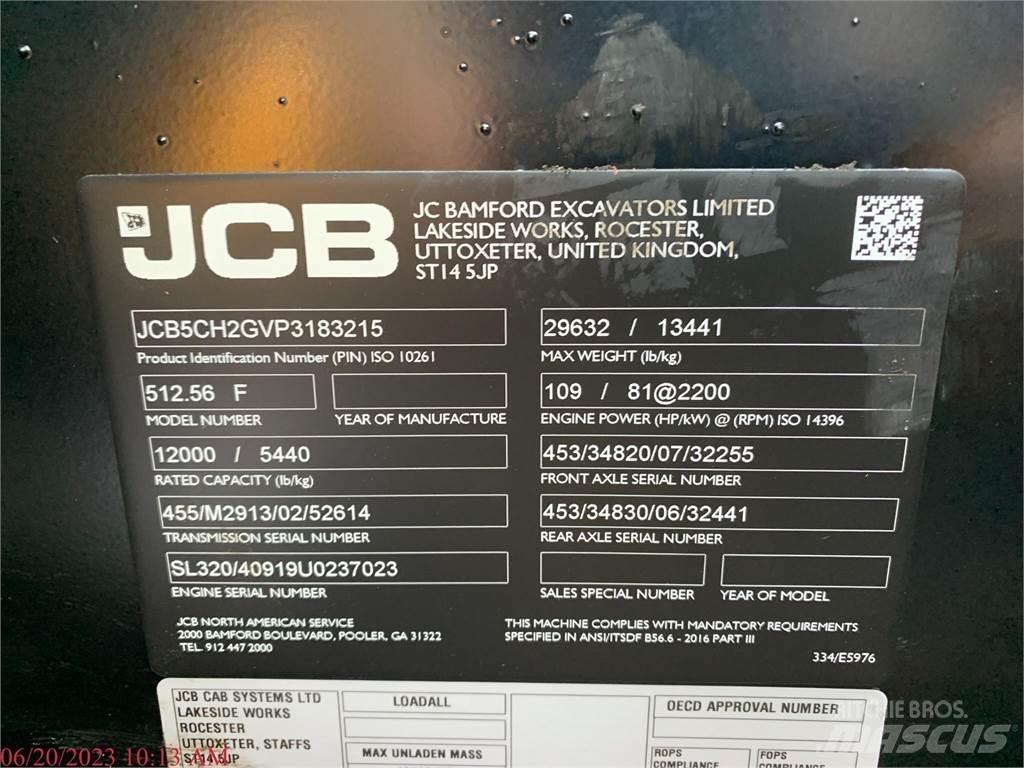 JCB
JC BAMFORD EXCAVATORS LIMITED
LAKESIDE WORKS, ROCESTER,
UTTOXETER, UNITED KINGDOM,
ST14 5JP
JCB5CH2GVP3183215
Product Identification Number (PIN) ISO 10261
29632 / 13441
MAX WEIGHT (lb/kg)
512.56 F
MODEL NUMBER
YEAR OF MANUFACTURE
109 / 81@2200
ENGINE POWER (HP/kW) @ (RPM) ISO 14396
12000 / 5440
RATED CAPACITY (lb/kg)
453/34820/07/32255
FRONT AXLE SERIAL NUMBER
455/M2913/02/52614
TRANSMISSION SERIAL NUMBER
453/34830/06/32441
REAR AXLE SERIAL NUMBER
SL320/40919U0237023
ENGINE SERIAL NUMBER
SALES SPECIAL NUMBER
YEAR OF MODEL
JCB NORTH AMERICAN SERVICE
2000 BAMFORD BOULEVARD, POOLER, GA 31322
TEL. 912 447 2000
THIS MACHINE COMPLIES WITH MANDATORY REQUIREMENTS
SPECIFIED IN ANSI/ITSDF B56.6 - 2016 PART III
334/E5976
JCB CAB SYSTEMS LTD
LAKESIDE WORKS
ROCESTER
UTTOXETER, STAFFS
ST14 5JP
LOADALL
MAX UNLADEN MASS
OECD APPROVAL NUMBER
ROPS
COMPLIANCE
FOPS
COMPLIANCE
06/20/2023 10:13 AM
RITCHIE BROS.
MASCUS